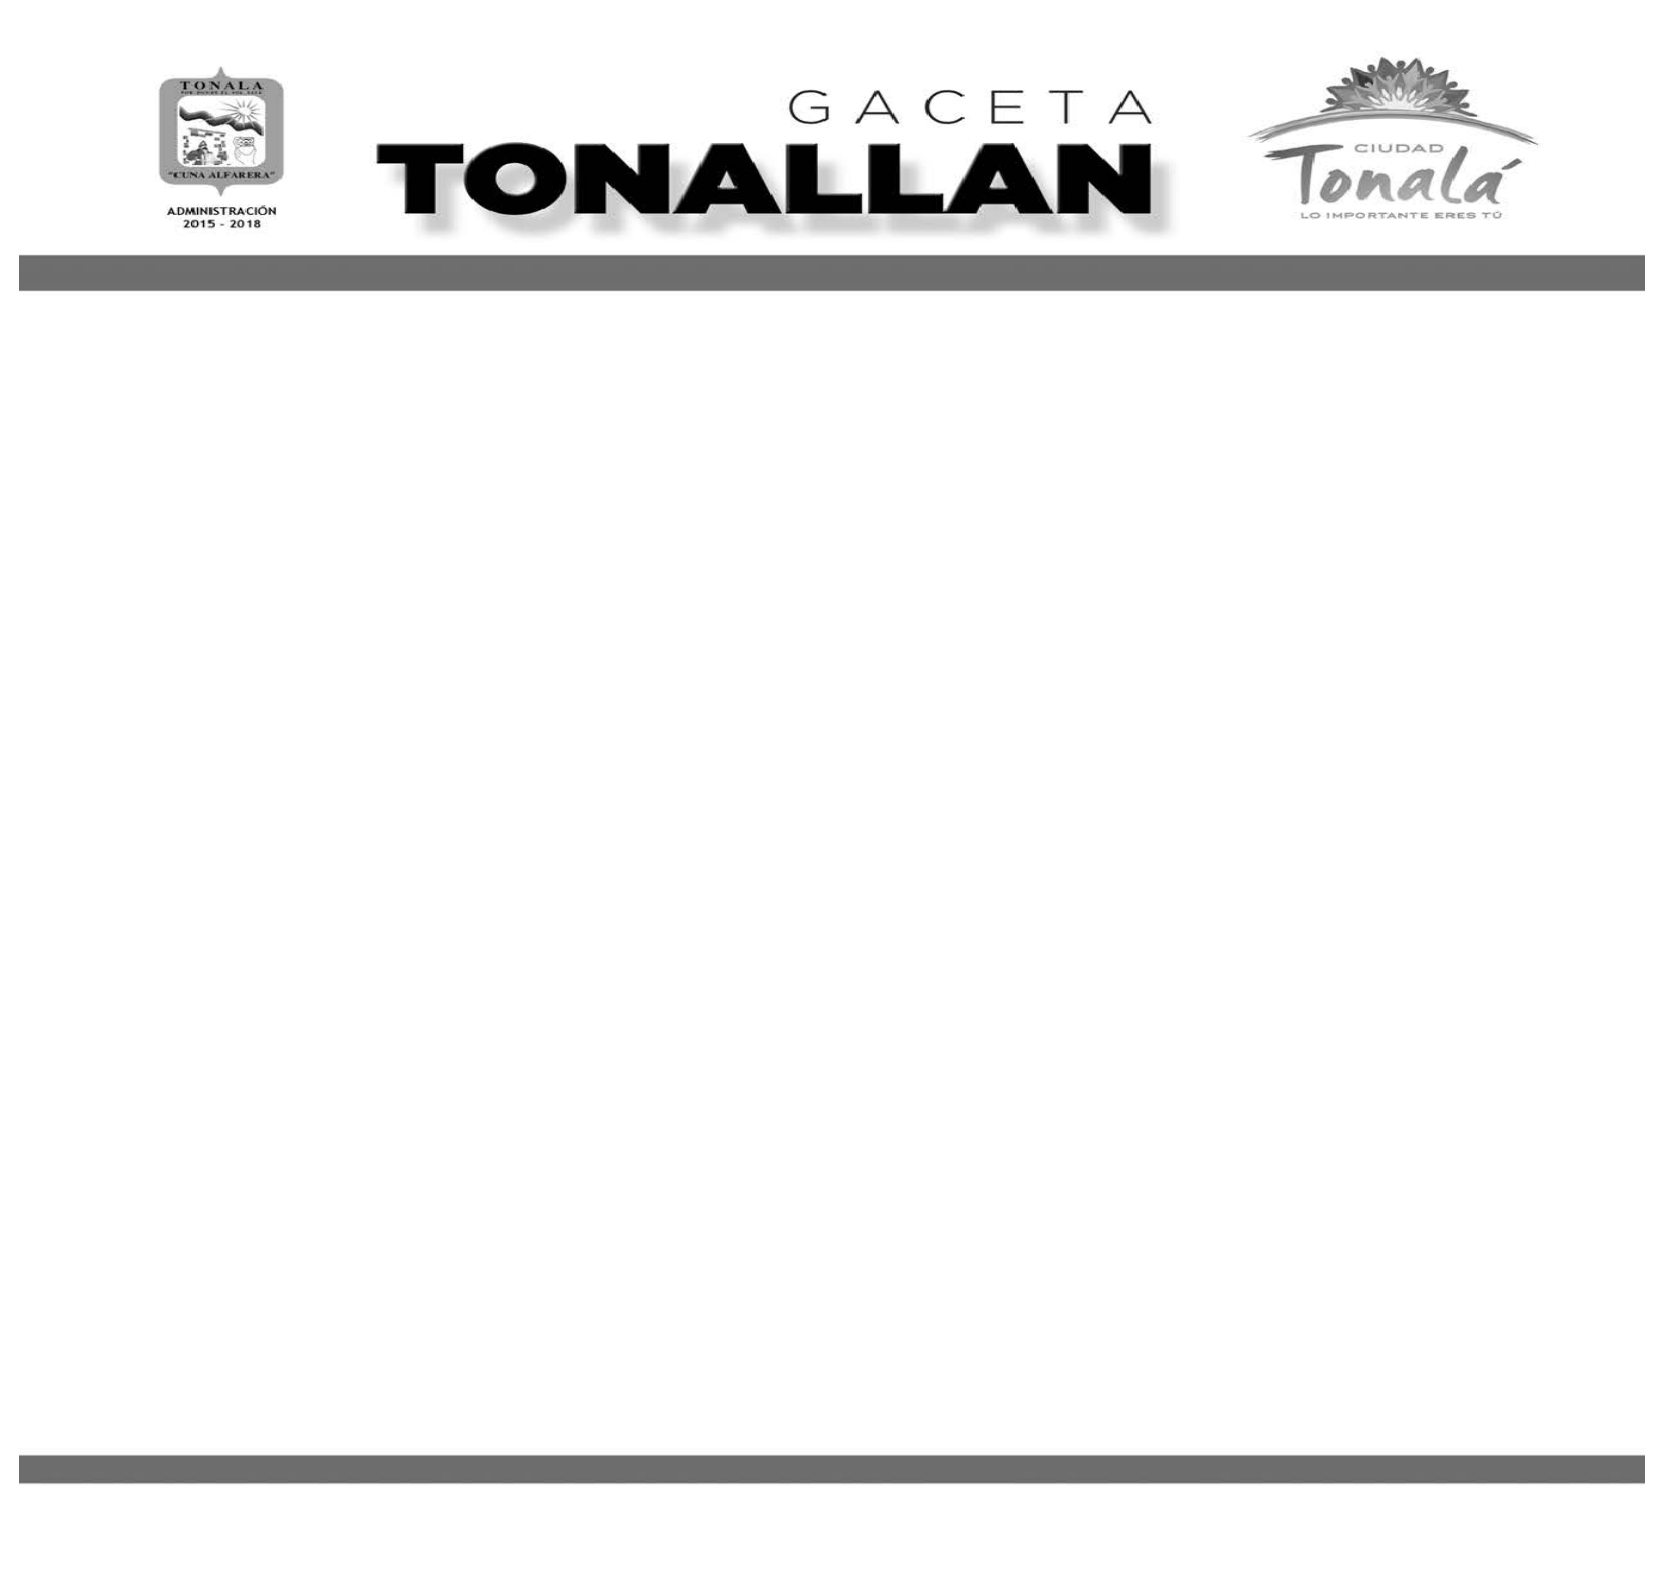 TONALA
"CUNA ALFARERA"
ADMINISTRACIÓN
2015 - 2018
GACETA
TONALLAN
CIUDAD
Tonalá
LO IMPORTANTE ERES TÚ